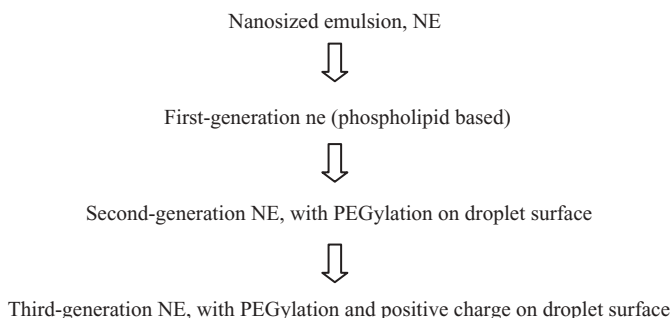 Nanosized emulsion, NE
First-generation ne (phospholipid based)
Second-generation NE, with PEGylation on droplet surface
Third-generation NE, with PEGylation and positive charge on droplet surface